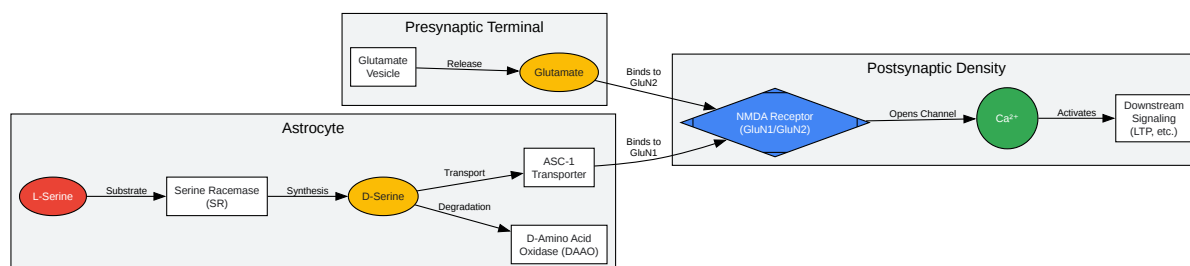 Presynaptic Terminal
Glutamate
Vesicle
Release
Glutamate
Binds to
GluN2
Postsynaptic Density
NMDA Receptor
(GluN1/GluN2)
Opens Channel
Ca²⁺
Activates
Downstream
Signaling
(LTP, etc.)
Astrocyte
L-Serine
Substrate
Serine Racemase
(SR)
Synthesis
D-Serine
Transport
ASC-1
Transporter
Binds to
GluN1
Degradation
D-Amino Acid
Oxidase (DAAO)